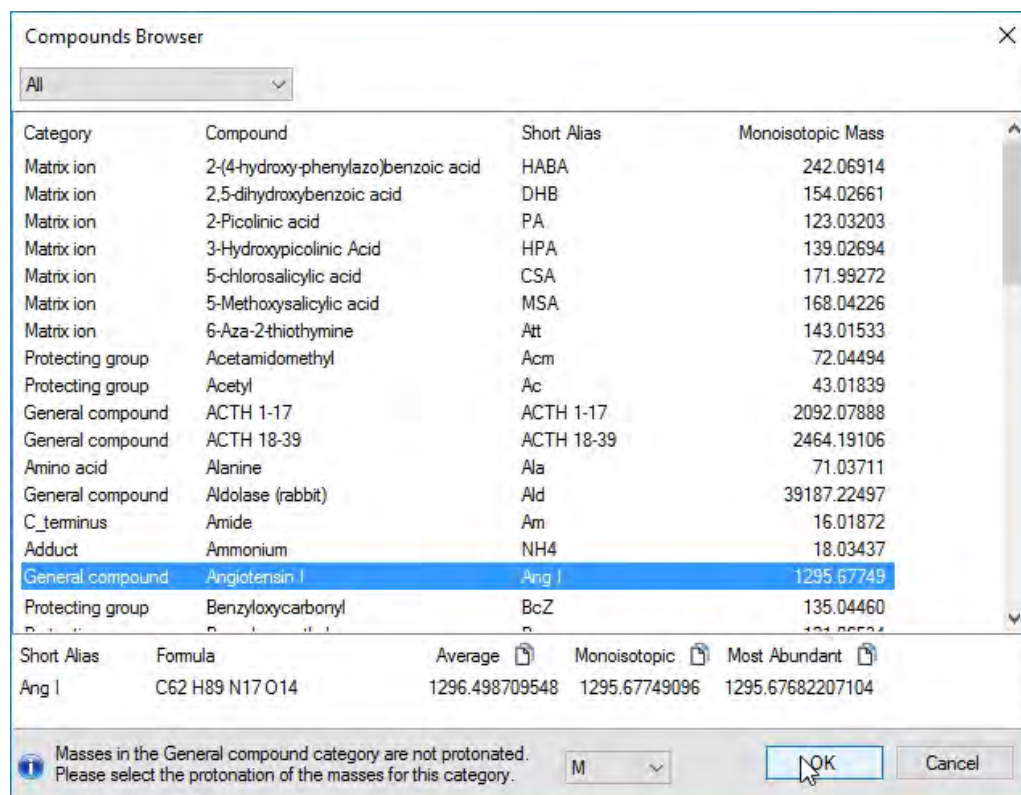 Compounds Browser
All
Category Compound Short Alias Monoisotopic Mass
Matrix ion 2-(4-hydroxy-phenylazo)benzoic acid HABA 242.06914
Matrix ion 2,5-dihydroxybenzoic acid DHB 154.02661
Matrix ion 2-Picolinic acid PA 123.03203
Matrix ion 3-Hydroxypicolinic Acid HPA 139.02694
Matrix ion 5-chlorosalicylic acid CSA 171.99272
Matrix ion 5-Methoxysalicylic acid MSA 168.04226
Matrix ion 6-Aza-2-thiothymine Att 143.01533
Protecting group Acetamidomethyl Acm 72.04494
Protecting group Acetyl Ac 43.01839
General compound ACTH 1-17 ACTH 1-17 2092.07888
General compound ACTH 18-39 ACTH 18-39 2464.19106
Amino acid Alanine Ala 71.03711
General compound Aldolase (rabbit) Ald 39187.22497
C_terminus Amide Am 16.01872
Adduct Ammonium NH4 18.03437
General compound Angiotensin I Ang I 1295.67749
Protecting group Benzyloxycarbonyl BcZ 135.04460
Short Alias Formula Average Monoisotopic Most Abundant
Ang I C62 H89 N17 O14 1296.498709548 1295.67749096 1295.67682207104
Masses in the General compound category are not protonated.
Please select the protonation of the masses for this category.
M OK Cancel